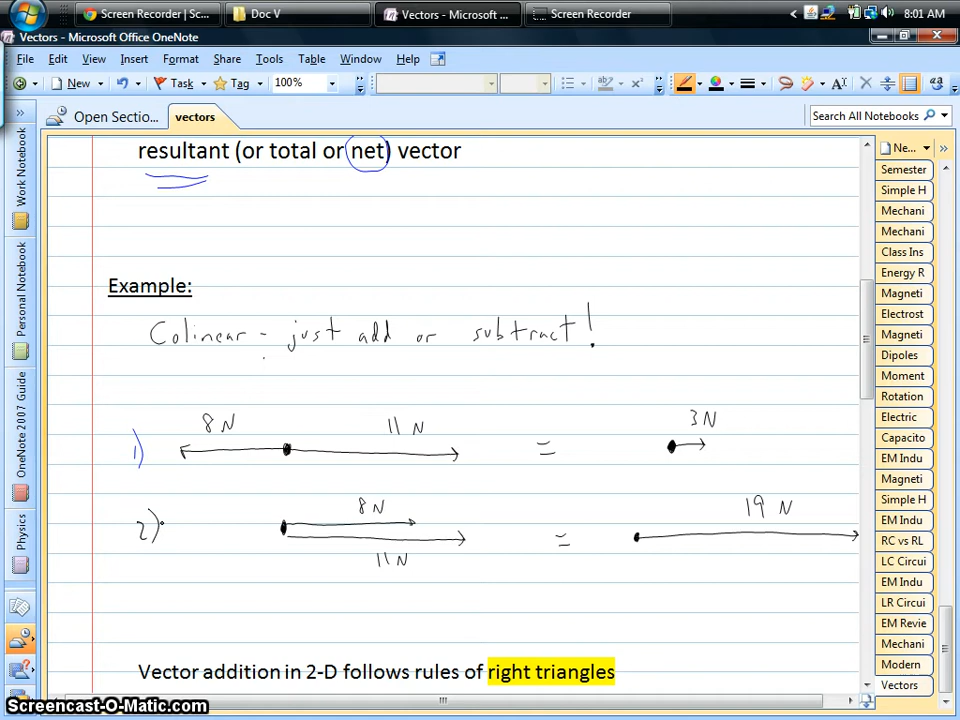 Screen Recorder | Sc...
Doc V
Vectors - Microsoft Of...
Screen Recorder
8:01 AM
Vectors - Microsoft Office OneNote
File Edit View Insert Format Share Tools Table Window Help
New Task Tag 100%
Open Sectio... vectors
Search All Notebooks
resultant (or total or net) vector
Example:
Colinear - just add or subtract!
8 N 11 N 3 N
1) =
8 N 19 N
2) =
11 N
Vector addition in 2-D follows rules of right triangles
Work Notebook
Personal Notebook
OneNote 2007 Guide
Physics
Ne...
Semester
Simple H
Mechani
Mechani
Class Ins
Energy R
Magneti
Electrost
Magneti
Dipoles
Moment
Rotation
Electric
Capacito
EM Indu
Magneti
Simple H
EM Indu
RC vs RL
LC Circui
EM Indu
LR Circui
EM Revie
Mechani
Modern
Vectors
Screencast-O-Matic.com